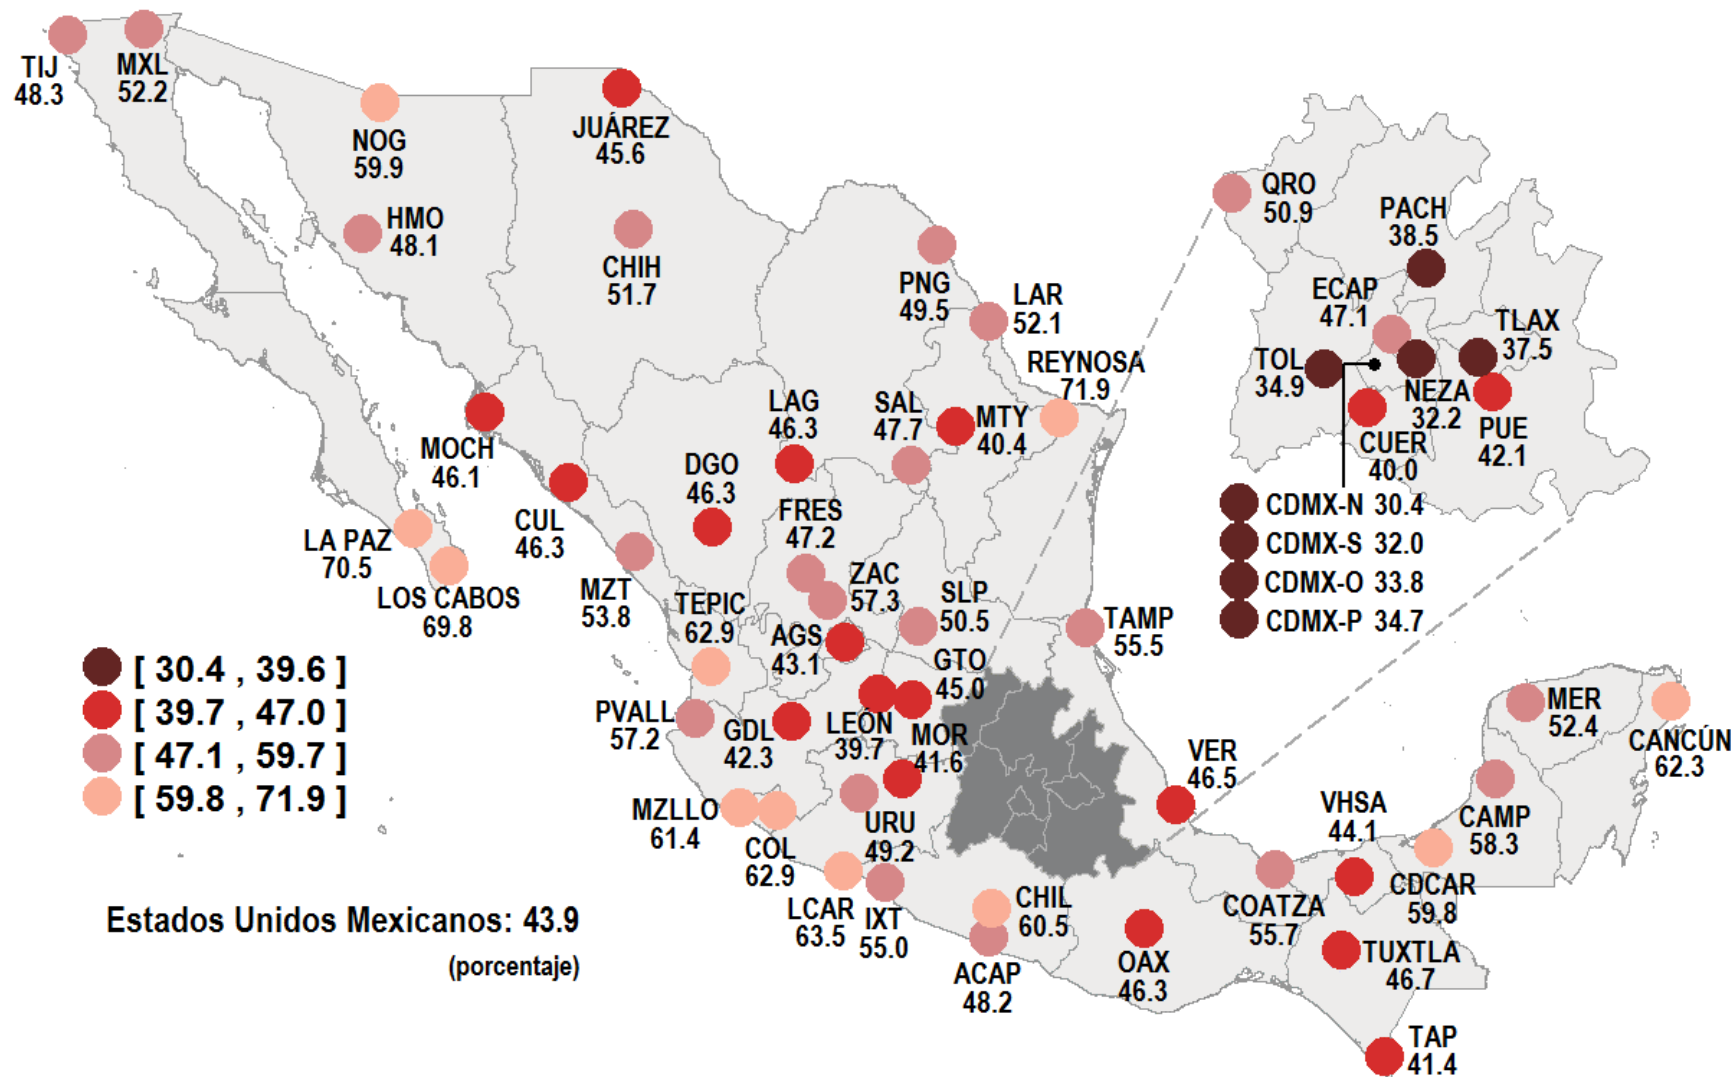 TIJ
48.3
MXL
52.2
NOG
59.9
HMO
48.1
JUÁREZ
45.6
CHIH
51.7
PNG
49.5
LAR
52.1
REYNOSA
71.9
LAG
46.3
SAL
47.7
MTY
40.4
MOCH
46.1
DGO
46.3
CUL
46.3
FRES
47.2
LA PAZ
70.5
LOS CABOS
69.8
MZT
53.8
ZAC
57.3
SLP
50.5
TEPIC
62.9
AGS
43.1
TAMP
55.5
GTO
45.0
PVALL
57.2
GDL
42.3
LEÓN
39.7
MOR
41.6
MZLLO
61.4
COL
62.9
URU
49.2
LCAR
63.5
IXT
55.0
CHIL
60.5
ACAP
48.2
OAX
46.3
VER
46.5
COATZA
55.7
VHSA
44.1
CDCAR
59.8
TUXTLA
46.7
TAP
41.4
CAMP
58.3
MER
52.4
CANCÚN
62.3
QRO
50.9
PACH
38.5
ECAP
47.1
TLAX
37.5
TOL
34.9
NEZA
32.2
CUER
40.0
PUE
42.1
CDMX-N 30.4
CDMX-S 32.0
CDMX-O 33.8
CDMX-P 34.7
[ 30.4 , 39.6 ]
[ 39.7 , 47.0 ]
[ 47.1 , 59.7 ]
[ 59.8 , 71.9 ]
Estados Unidos Mexicanos: 43.9
(porcentaje)